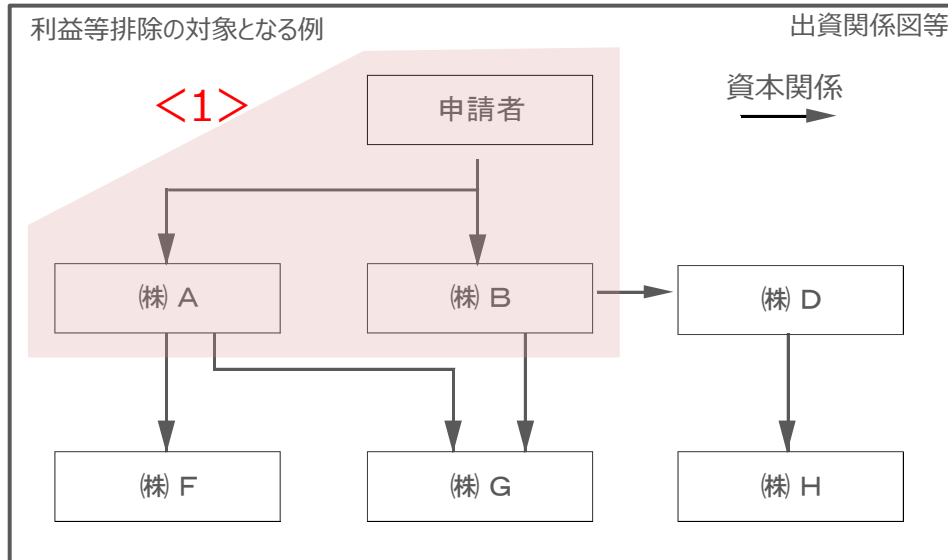 利益等排除の対象となる例
出資関係図等
<1>
申請者
資本関係
㈱ A
㈱ B
㈱ D
㈱ F
㈱ G
㈱ H